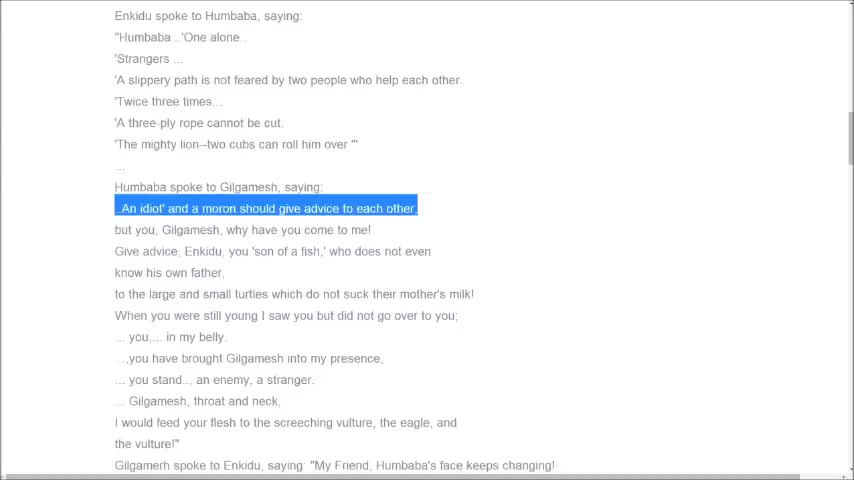 Enkidu spoke to Humbaba, saying:
"Humbaba...'One alone..
'Strangers ...
'A slippery path is not feared by two people who help each other.
'Twice three times...
'A three-ply rope cannot be cut.
'The mighty lion--two cubs can roll him over '"
...
Humbaba spoke to Gilgamesh, saying:
..An idiot' and a moron should give advice to each other,
but you, Gilgamesh, why have you come to me!
Give advice, Enkidu, you 'son of a fish,' who does not even
know his own father,
to the large and small turtles which do not suck their mother's milk!
When you were still young I saw you but did not go over to you;
... you,... in my belly.
...,you have brought Gilgamesh into my presence,
... you stand.., an enemy, a stranger.
... Gilgamesh, throat and neck,
I would feed your flesh to the screeching vulture, the eagle, and
the vulture!"
Gilgamerh spoke to Enkidu, saying: "My Friend, Humbaba's face keeps changing!·